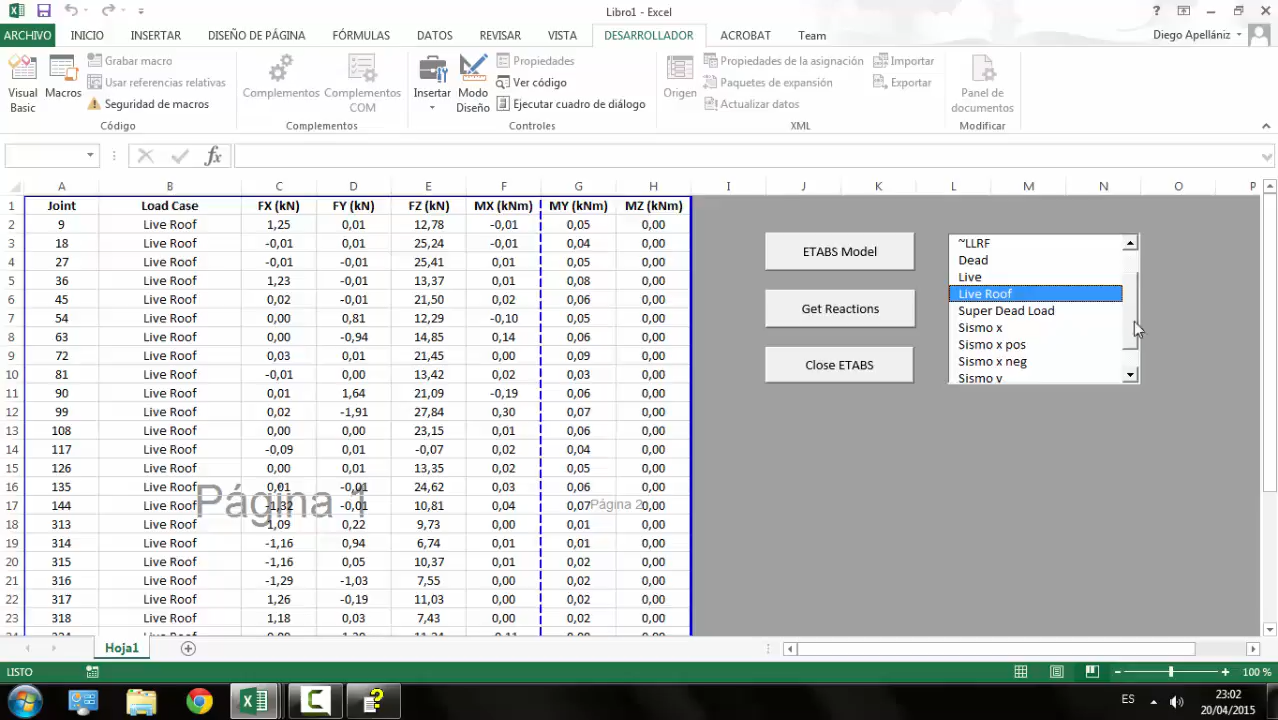 Libro1 - Excel
ARCHIVO INICIO INSERTAR DISEÑO DE PÁGINA FÓRMULAS DATOS REVISAR VISTA DESARROLLADOR ACROBAT Team Diego Apellániz
Visual Basic
Macros
Grabar macro
Usar referencias relativas
Seguridad de macros
Código
Complementos
Complementos COM
Complementos
Insertar
Modo Diseño
Propiedades
Ver código
Ejecutar cuadro de diálogo
Controles
Origen
Propiedades de la asignación
Paquetes de expansión
Actualizar datos
Importar
Exportar
XML
Panel de documentos
Modificar
fx
A B C D E F G H I J K L M N O P
1 Joint Load Case FX (kN) FY (kN) FZ (kN) MX (kNm) MY (kNm) MZ (kNm)
2 9 Live Roof 1,25 0,01 12,78 -0,01 0,05 0,00
3 18 Live Roof -0,01 0,01 25,24 -0,01 0,04 0,00
4 27 Live Roof -0,01 -0,01 25,41 0,01 0,05 0,00
5 36 Live Roof 1,23 -0,01 13,37 0,01 0,08 0,00
6 45 Live Roof 0,02 -0,01 21,50 0,02 0,06 0,00
7 54 Live Roof 0,00 0,81 12,29 -0,10 0,05 0,00
8 63 Live Roof 0,00 -0,94 14,85 0,14 0,06 0,00
9 72 Live Roof 0,03 0,01 21,45 0,00 0,09 0,00
10 81 Live Roof -0,01 0,00 13,42 0,02 0,03 0,00
11 90 Live Roof 0,01 1,64 21,09 -0,19 0,06 0,00
12 99 Live Roof 0,02 -1,91 27,84 0,30 0,07 0,00
13 108 Live Roof 0,00 0,00 23,15 0,01 0,06 0,00
14 117 Live Roof -0,09 0,01 -0,07 0,02 0,04 0,00
15 126 Live Roof 0,00 0,01 13,35 0,02 0,05 0,00
16 135 Live Roof 0,01 -0,01 24,62 0,03 0,06 0,00
17 144 Live Roof -1,32 -0,01 10,81 0,04 0,07 0,00
18 313 Live Roof 1,09 0,22 9,73 0,00 0,01 0,00
19 314 Live Roof -1,16 0,94 6,74 0,01 0,01 0,00
20 315 Live Roof -1,16 0,05 10,37 0,01 0,02 0,00
21 316 Live Roof -1,29 -1,03 7,55 0,00 0,02 0,00
22 317 Live Roof 1,26 -0,19 11,03 0,00 0,02 0,00
23 318 Live Roof 1,18 0,03 7,43 0,00 0,02 0,00
Página 1
Página 2
ETABS Model
Get Reactions
Close ETABS
~LLRF
Dead
Live
Live Roof
Super Dead Load
Sismo x
Sismo x pos
Sismo x neg
Sismo y
Hoja1
LISTO
100 %
ES
23:02
20/04/2015